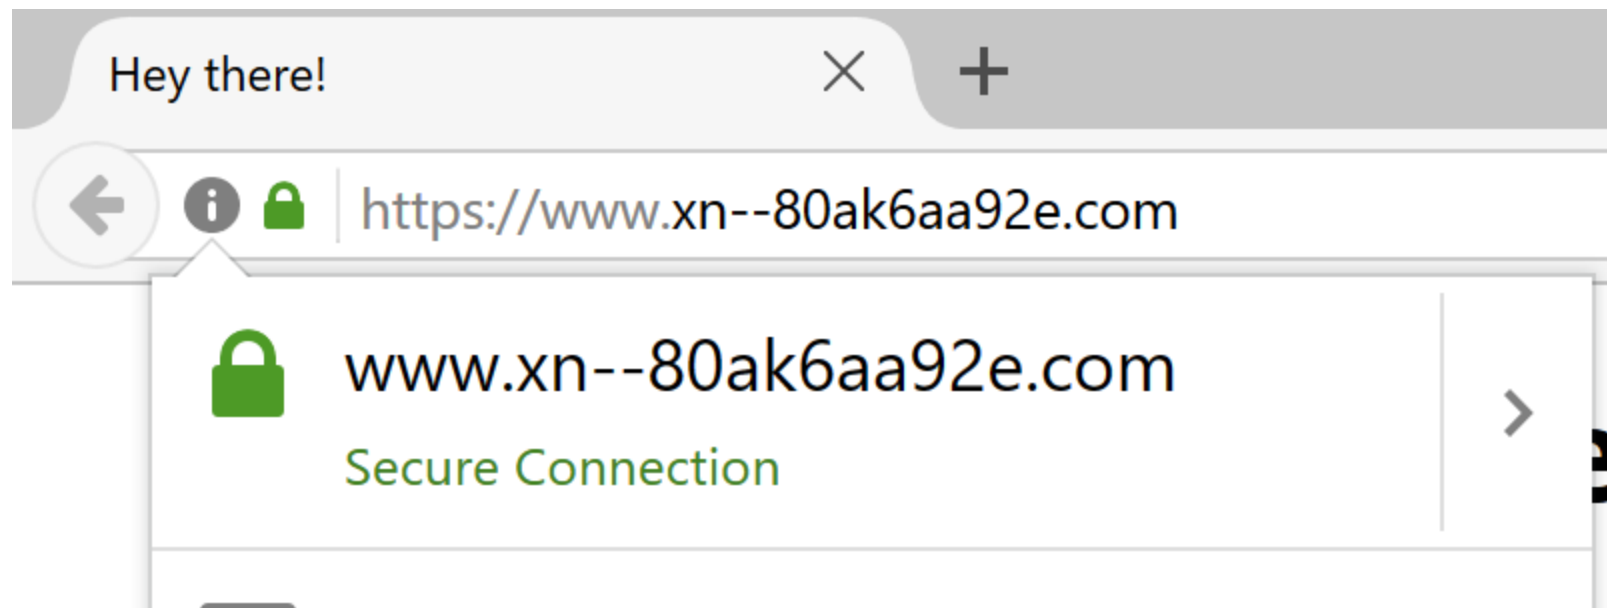 Hey there!
https://www.xn--80ak6aa92e.com
www.xn--80ak6aa92e.com
Secure Connection